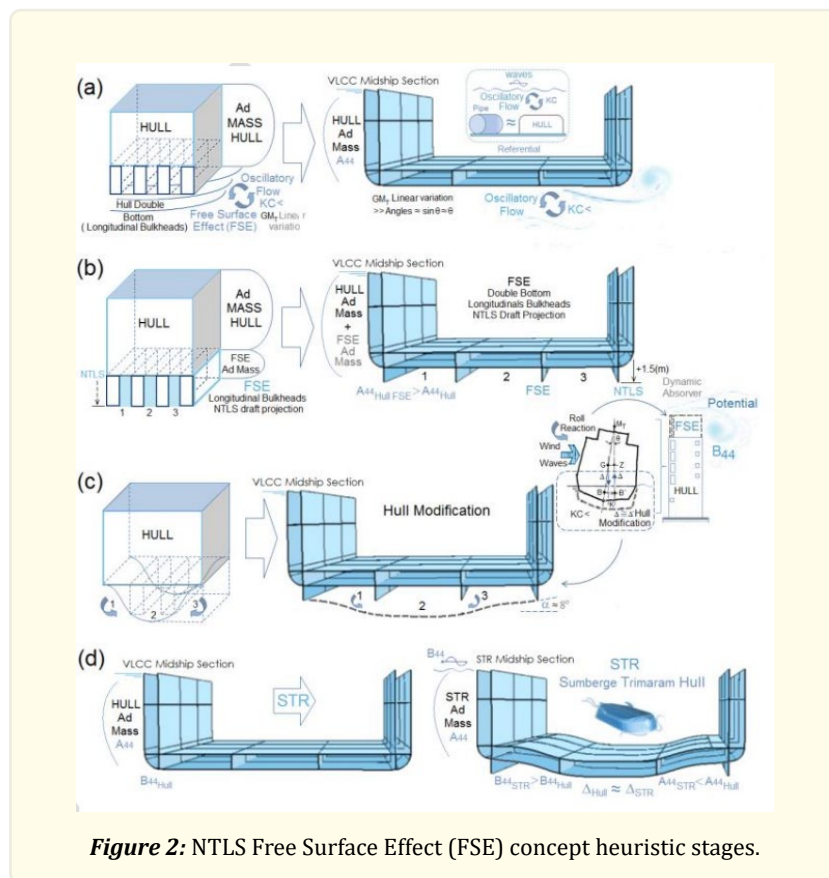 (a)
HULL
Ad
MASS
HULL
Oscillatory
Flow
KC<
Hull Double
Bottom
(Longitudinal Bulkheads)
Free Surface
Effect (FSE)
GM_T Linear
variatio
VLCC Midship Section
HULL
Ad
Mass
A44
waves
Oscillatory
Flow
KC
Pipe
≈
HULL
Referential
GM_T Linear variation
>>Angles = sinθ≈θ
Oscillatory
Flow
KC<
(b)
HULL
Ad
MASS
HULL
FSE
Ad Mass
NTLS
1 2 3
FSE
Longitudinal Bulkheads
NTLS draft projection
VLCC Midship Section
HULL
Ad
Mass
+
FSE
Ad
Mass
FSE
Double Bottom
Longitudinals Bulkheads
NTLS Draft Projection
1 2 3
A44Hull FSE > A44Hull
FSE
NTLS
+1.5(m)
Dynamic
Absorver
Potential
B44
FSE
HULL
Roll
Reaction
Wind
Waves
M_T
θ
G Z
Δ Δ
B B'
K
KC<
Δ ≈ Δ Hull
Modification
(c)
HULL
1 2 3
VLCC Midship Section
Hull Modification
1 2 3
α ≈ 8°
(d)
VLCC Midship Section
HULL
Ad
Mass
A44
B44Hull
STR
B44
STR Midship Section
STR
Ad
Mass
A44
STR
Sumberge Trimaram Hull
B44STR > B44Hull
ΔHull ≈ ΔSTR
A44STR < A44Hull
Figure 2: NTLS Free Surface Effect (FSE) concept heuristic stages.